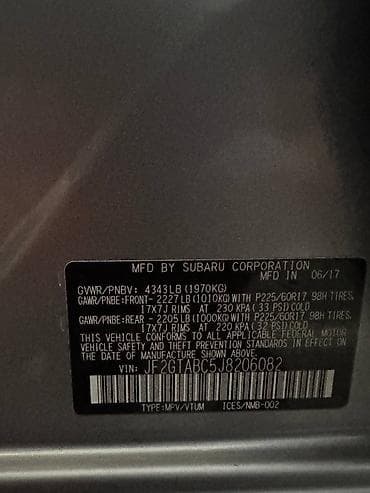 MFD BY SUBARU CORPORATION
MFD IN 06/17
GVWR/PNBV: 4343LB (1970KG)
GAWR/PNBE:FRONT- 2227LB (1010KG)WITH P225/60R17 98H TIRES,
17X7J RIMS AT 230 KPA (33 PSI)COLD
GAWR/PNBE:REAR - 2205LB (1000KG)WITH P225/60R17 98H TIRES,
17X7J RIMS AT 220 KPA (32 PSI)COLD
THIS VEHICLE CONFORMS TO ALL APPLICABLE FEDERAL MOTOR
VEHICLE SAFETY AND BUMPER STANDARDS IN EFFECT ON THE
DATE OF MANUFACTURE SHOWN ABOVE.
VIN: JF2GTABC5J8206082
TYPE:MPV/VTUM ICES/NMB-002